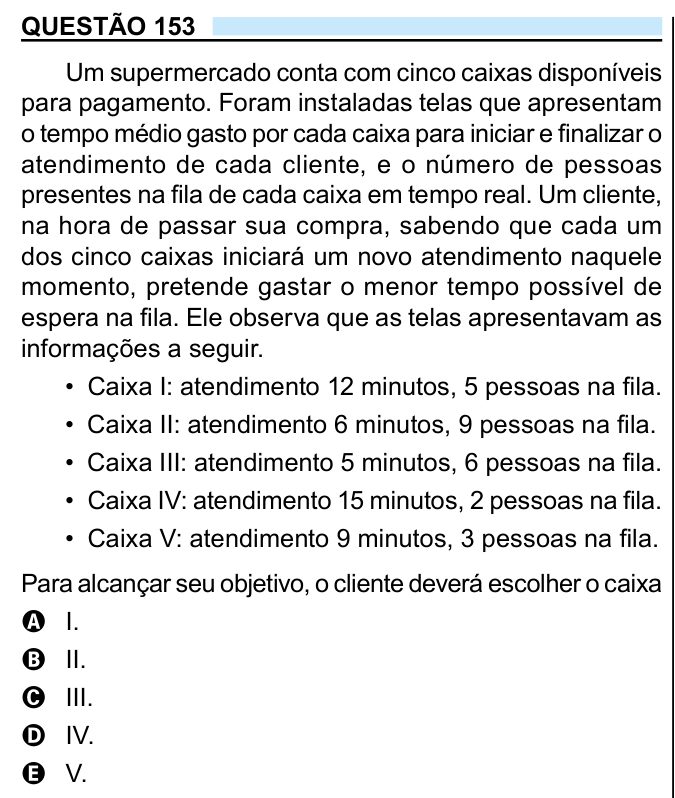 QUESTÃO 153
Um supermercado conta com cinco caixas disponíveis
para pagamento. Foram instaladas telas que apresentam
o tempo médio gasto por cada caixa para iniciar e finalizar o
atendimento de cada cliente, e o número de pessoas
presentes na fila de cada caixa em tempo real. Um cliente,
na hora de passar sua compra, sabendo que cada um
dos cinco caixas iniciará um novo atendimento naquele
momento, pretende gastar o menor tempo possível de
espera na fila. Ele observa que as telas apresentavam as
informações a seguir.
• Caixa I: atendimento 12 minutos, 5 pessoas na fila.
• Caixa II: atendimento 6 minutos, 9 pessoas na fila.
• Caixa III: atendimento 5 minutos, 6 pessoas na fila.
• Caixa IV: atendimento 15 minutos, 2 pessoas na fila.
• Caixa V: atendimento 9 minutos, 3 pessoas na fila.
Para alcançar seu objetivo, o cliente deverá escolher o caixa
A I.
B II.
C III.
D IV.
E V.